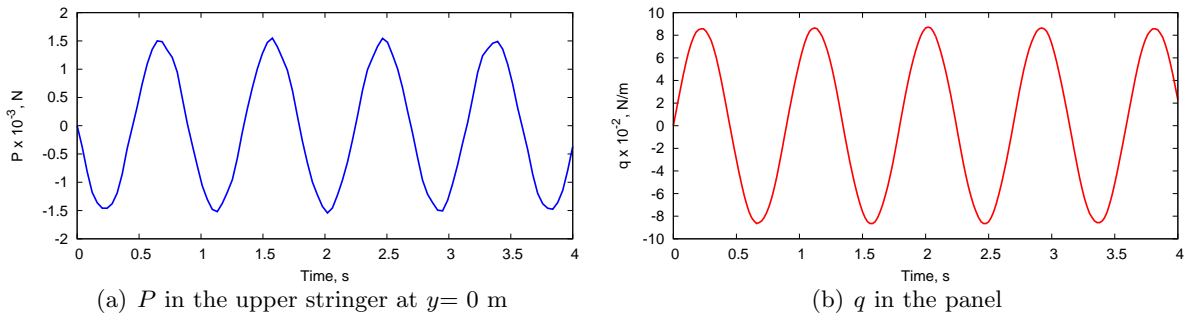 2
1.5
1
0.5
0
-0.5
-1
-1.5
-2
P x 10⁻³, N
0 0.5 1 1.5 2 2.5 3 3.5 4
Time, s
(a) P in the upper stringer at y= 0 m
10
8
6
4
2
0
-2
-4
-6
-8
-10
q x 10⁻², N/m
0 0.5 1 1.5 2 2.5 3 3.5 4
Time, s
(b) q in the panel